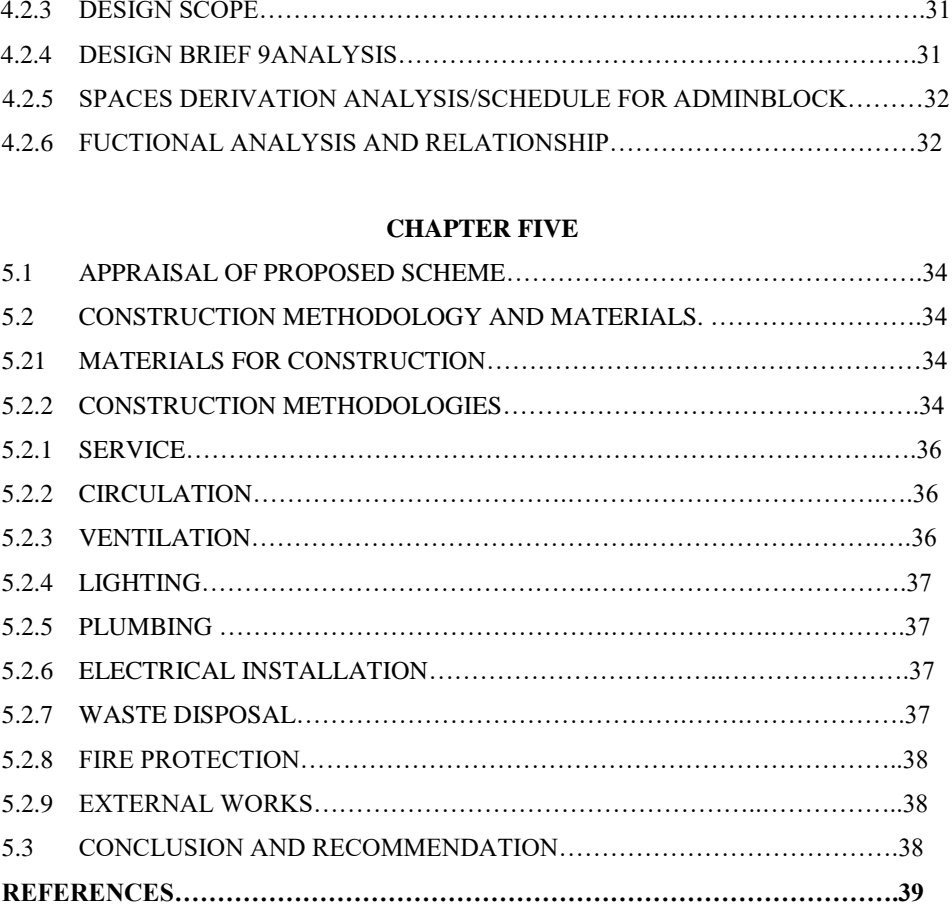 4.2.3 DESIGN SCOPE……………………………………………...…………………….31
4.2.4 DESIGN BRIEF 9ANALYSIS……………………………………………………31
4.2.5 SPACES DERIVATION ANALYSIS/SCHEDULE FOR ADMINBLOCK………32
4.2.6 FUCTIONAL ANALYSIS AND RELATIONSHIP………………………………32
CHAPTER FIVE
5.1 APPRAISAL OF PROPOSED SCHEME…………………………………………34
5.2 CONSTRUCTION METHODOLOGY AND MATERIALS. ……………………34
5.21 MATERIALS FOR CONSTRUCTION……………………………………………34
5.2.2 CONSTRUCTION METHODOLOGIES…………………………………………34
5.2.1 SERVICE…………………………………………………………………….….36
5.2.2 CIRCULATION……………………………….………………………………….36
5.2.3 VENTILATION……………………………………….…………………….…..36
5.2.4 LIGHTING……………………………………….……………………………….37
5.2.5 PLUMBING ……………………………………….……………….…………….37
5.2.6 ELECTRICAL INSTALLATION……………………………..………………….37
5.2.7 WASTE DISPOSAL……………………………………….…………………….37
5.2.8 FIRE PROTECTION……………………………………………………………..38
5.2.9 EXTERNAL WORKS……………………………………………….…………..38
5.3 CONCLUSION AND RECOMMENDATION………………………………….38
REFERENCES……………………………………………………………………….39